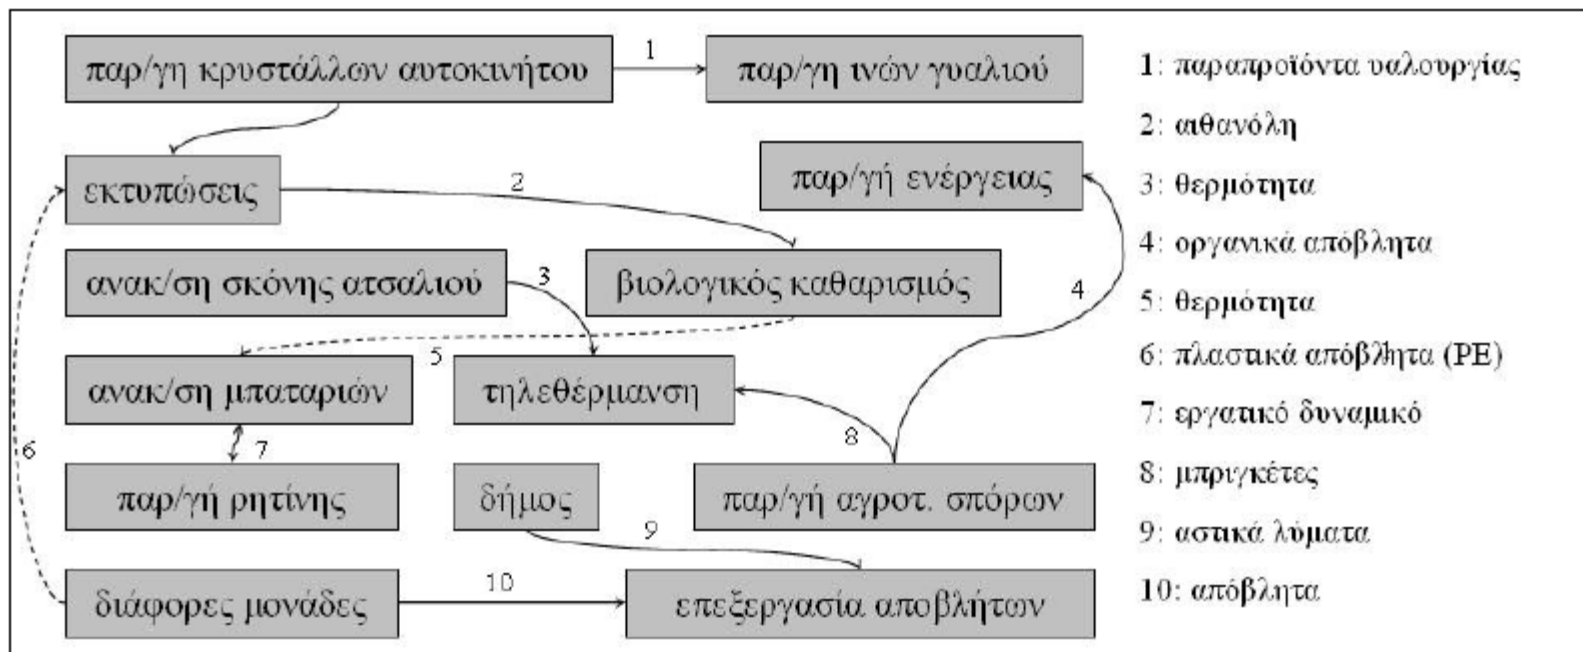 παρ/γη κρυστάλλων αυτοκινήτου
1
παρ/γη ινών γυαλιού
εκτυπώσεις
2
παρ/γή ενέργειας
ανακ/ση σκόνης ατσαλιού
3
βιολογικός καθαρισμός
4
5
ανακ/ση μπαταριών
τηλεθέρμανση
6
7
8
παρ/γή ρητίνης
δήμος
παρ/γή αγροτ. σπόρων
9
διάφορες μονάδες
10
επεξεργασία αποβλήτων
1: παραπροϊόντα υαλουργίας
2: αιθανόλη
3: θερμότητα
4: οργανικά απόβλητα
5: θερμότητα
6: πλαστικά απόβλητα (PE)
7: εργατικό δυναμικό
8: μπριγκέτες
9: αστικά λύματα
10: απόβλητα